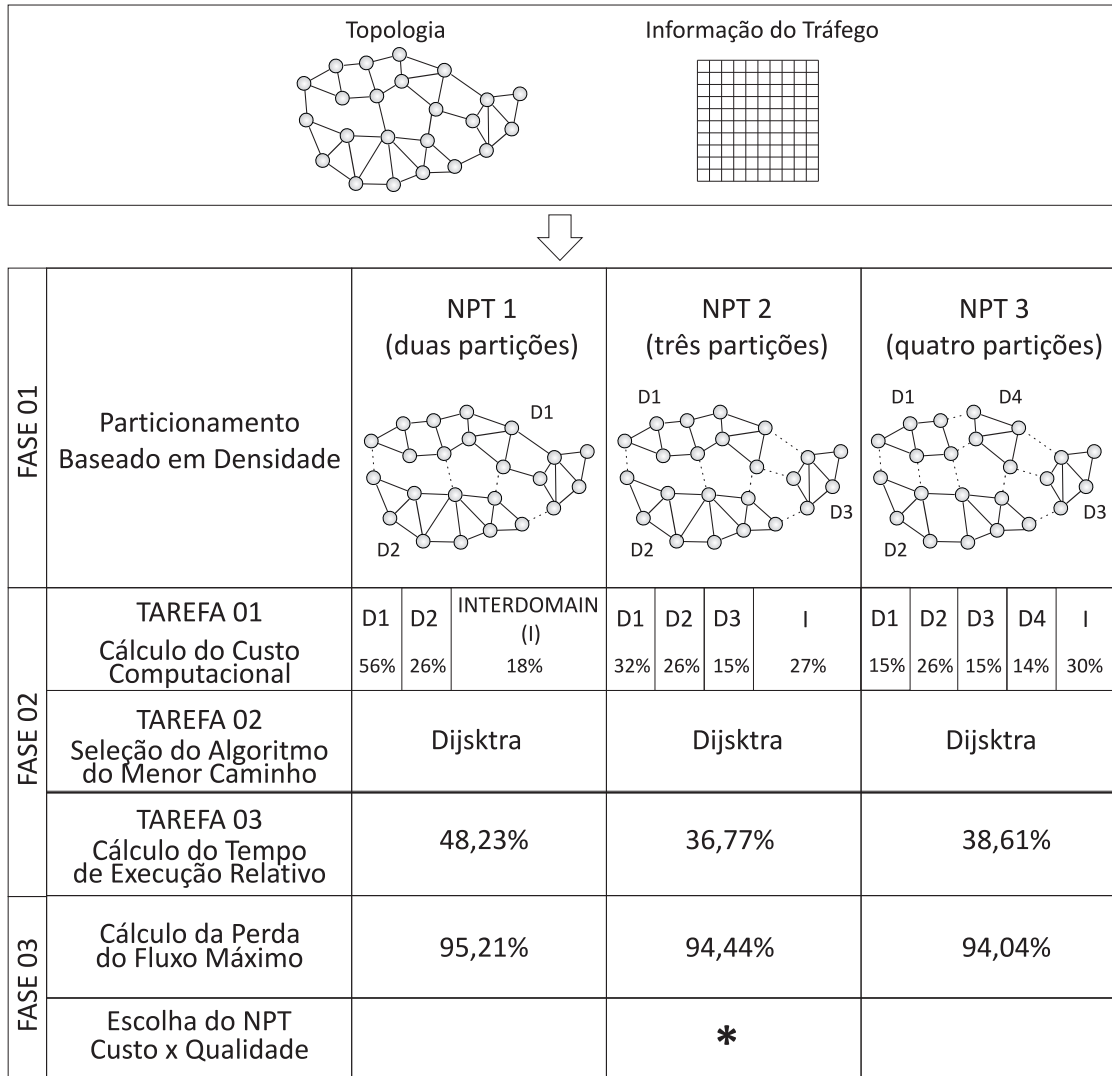 Topologia
Informação do Tráfego
FASE 01
Particionamento
Baseado em Densidade
NPT 1
(duas partições)
D1
D2
NPT 2
(três partições)
D1
D2
D3
NPT 3
(quatro partições)
D1
D4
D3
D2
FASE 02
TAREFA 01
Cálculo do Custo
Computacional
D1
56%
D2
26%
INTERDOMAIN
(I)
18%
D1
32%
D2
26%
D3
15%
I
27%
D1
15%
D2
26%
D3
15%
D4
14%
I
30%
TAREFA 02
Seleção do Algoritmo
do Menor Caminho
Dijsktra
Dijsktra
Dijsktra
TAREFA 03
Cálculo do Tempo
de Execução Relativo
48,23%
36,77%
38,61%
FASE 03
Cálculo da Perda
do Fluxo Máximo
95,21%
94,44%
94,04%
Escolha do NPT
Custo x Qualidade
*